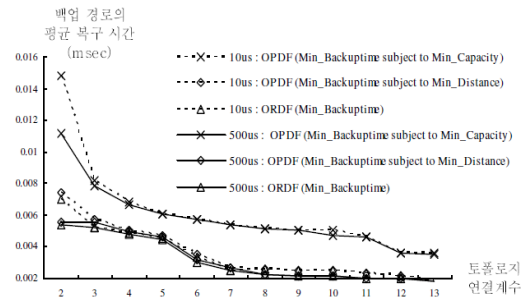 백업 경로의
평균 복구 시간
(msec)
0.016
0.014
0.012
0.01
0.008
0.006
0.004
0.002
10us : OPDF (Min_Backuptime subject to Min_Capacity)
10us : OPDF (Min_Backuptime subject to Min_Distance)
10us : ORDF (Min_Backuptime)
500us : OPDF (Min_Backuptime subject to Min_Capacity)
500us : OPDF (Min_Backuptime subject to Min_Distance)
500us : ORDF (Min_Backuptime)
2 3 4 5 6 7 8 9 10 11 12 13
토폴로지
연결계수